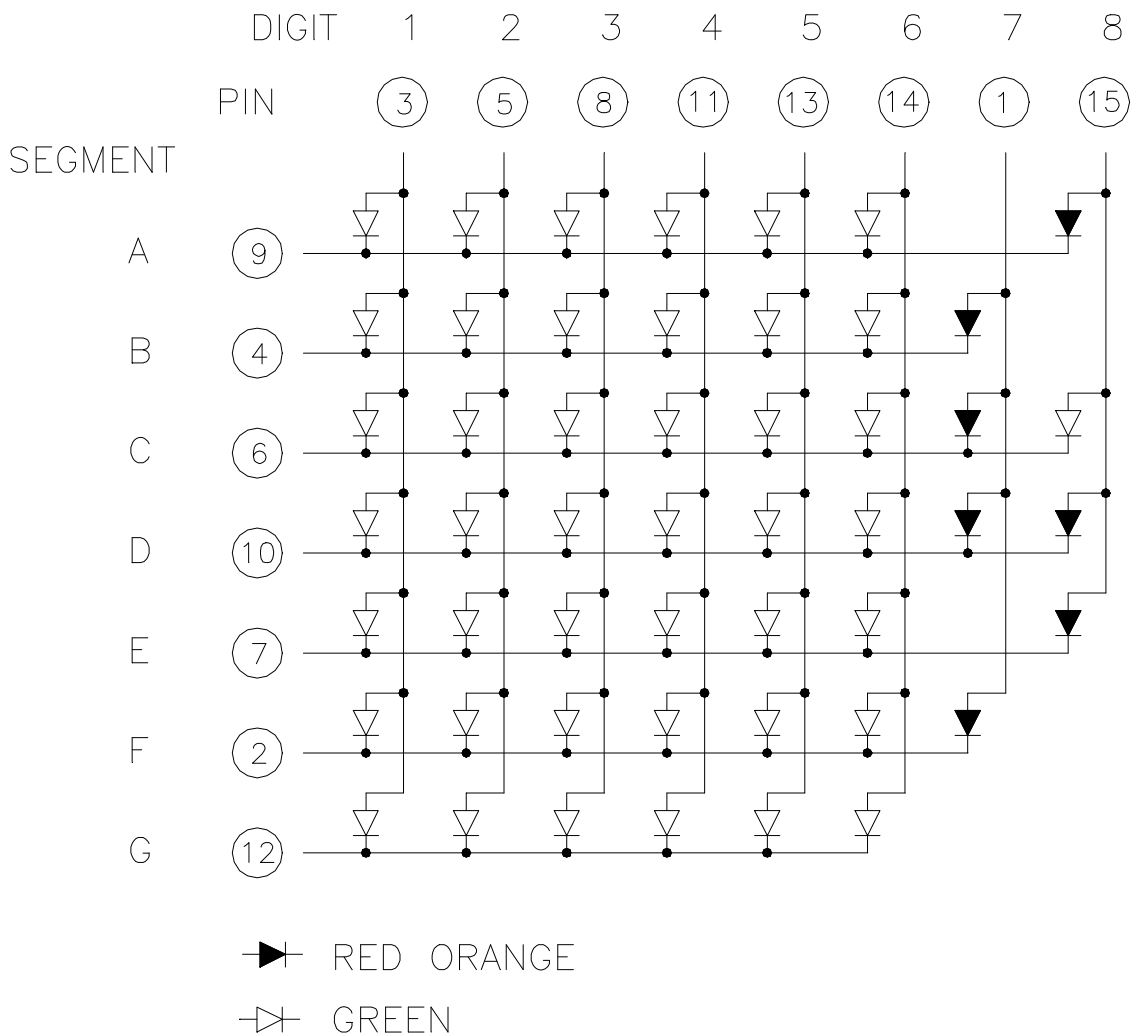 DIGIT 1 2 3 4 5 6 7 8
PIN 3 5 8 11 13 14 1 15
SEGMENT
A 9
B 4
C 6
D 10
E 7
F 2
G 12
RED ORANGE
GREEN